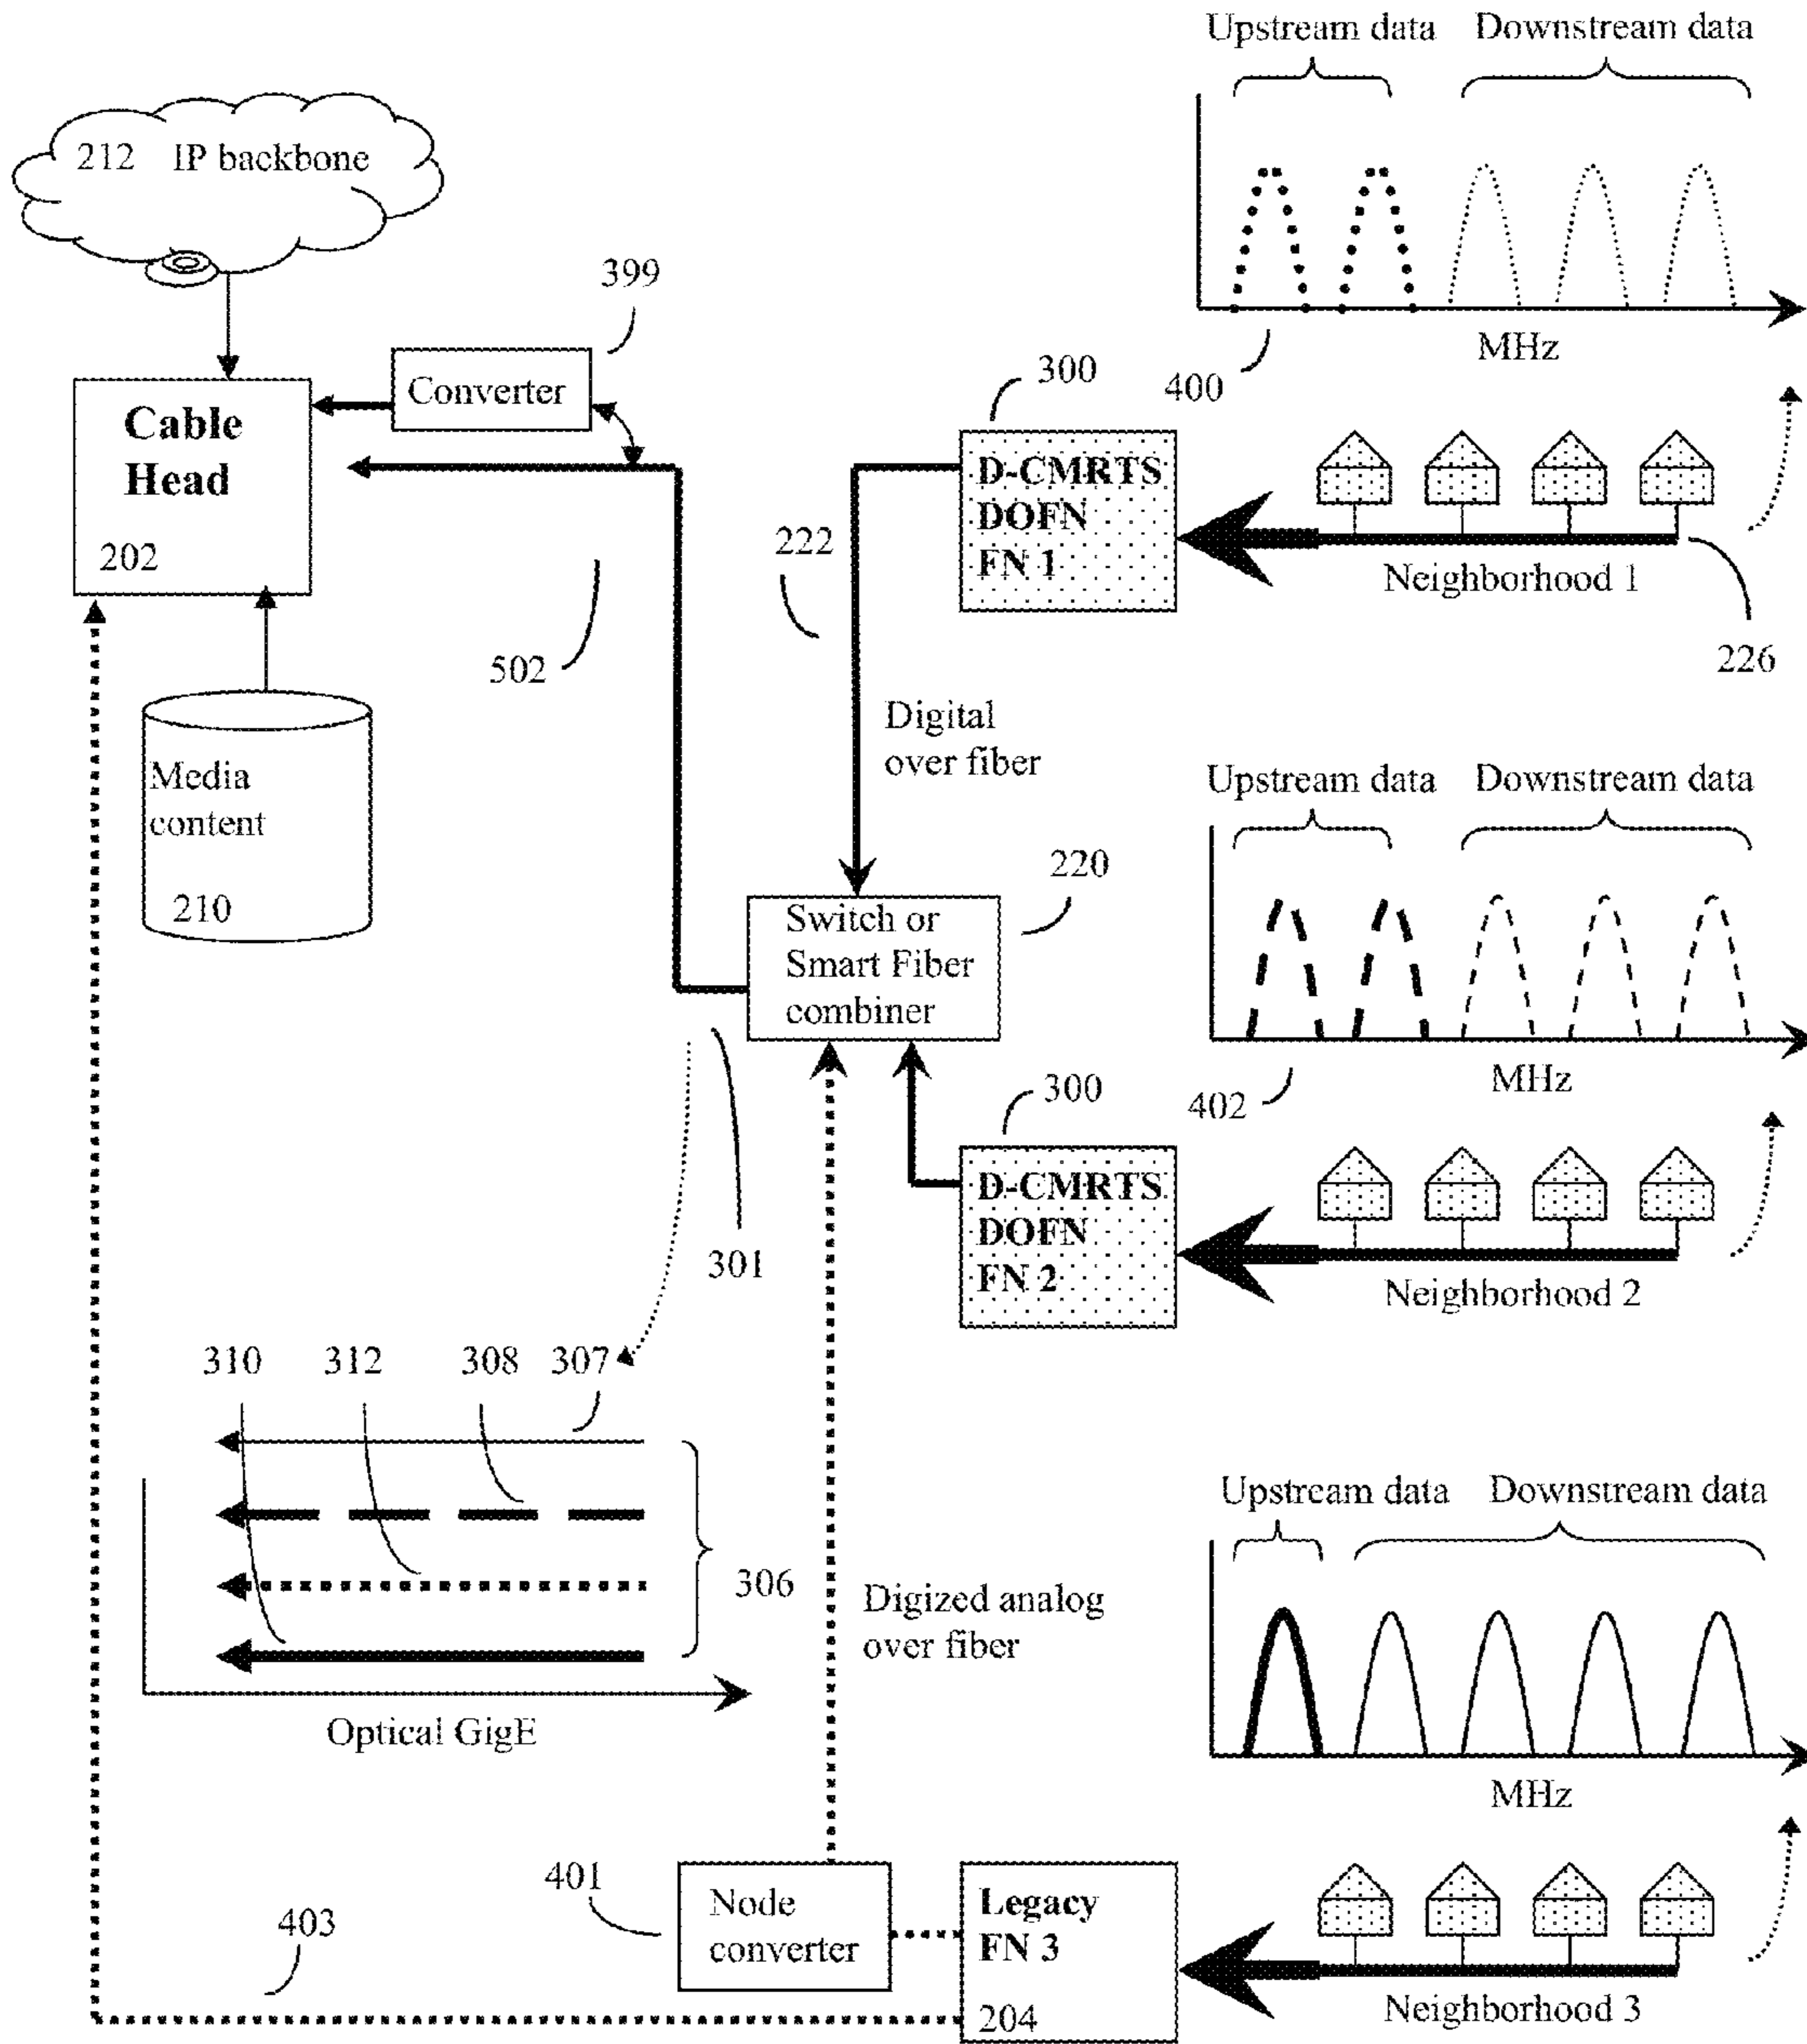 Upstream data Downstream data
212 IP backbone
399
MHz
400
300
Converter
Cable
Head
202
D-CMRTS
DOFN
FN 1
222
Neighborhood 1
226
502
Digital
over fiber
Media
content
210
Upstream data Downstream data
220
Switch or
Smart Fiber
combiner
MHz
402
300
D-CMRTS
DOFN
FN 2
301
Neighborhood 2
310 312 308 307
306
Upstream data Downstream data
Digized analog
over fiber
Optical GigE
MHz
401
Node
converter
Legacy
FN 3
204
403
Neighborhood 3